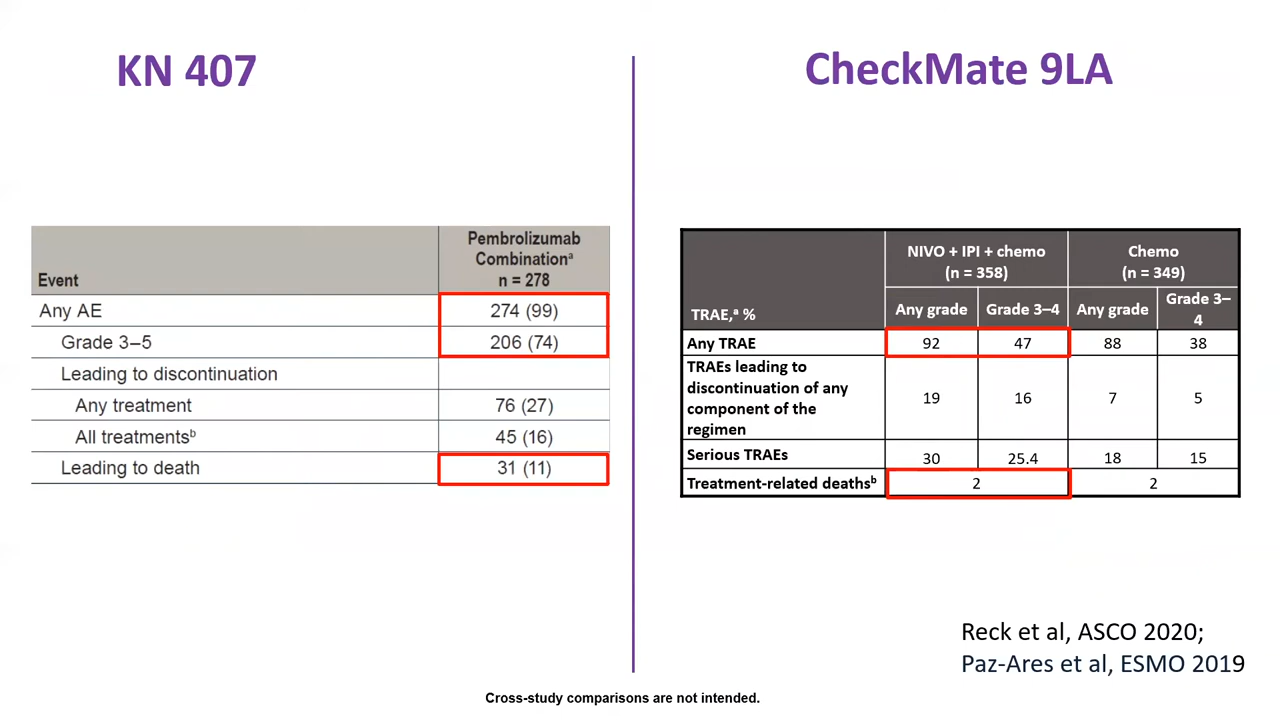 KN 407
CheckMate 9LA
Event
Pembrolizumab
Combinationᵃ
n = 278
Any AE 274 (99)
Grade 3–5 206 (74)
Leading to discontinuation
Any treatment 76 (27)
All treatmentsᵇ 45 (16)
Leading to death 31 (11)
TRAE,ᵃ %
NIVO + IPI + chemo
(n = 358)
Chemo
(n = 349)
Any grade
Grade 3–4
Any grade
Grade 3–
4
Any TRAE 92 47 88 38
TRAEs leading to
discontinuation of any
component of the
regimen
19 16 7 5
Serious TRAEs 30 25.4 18 15
Treatment-related deathsᵇ 2 2
Reck et al, ASCO 2020;
Paz-Ares et al, ESMO 2019
Cross-study comparisons are not intended.